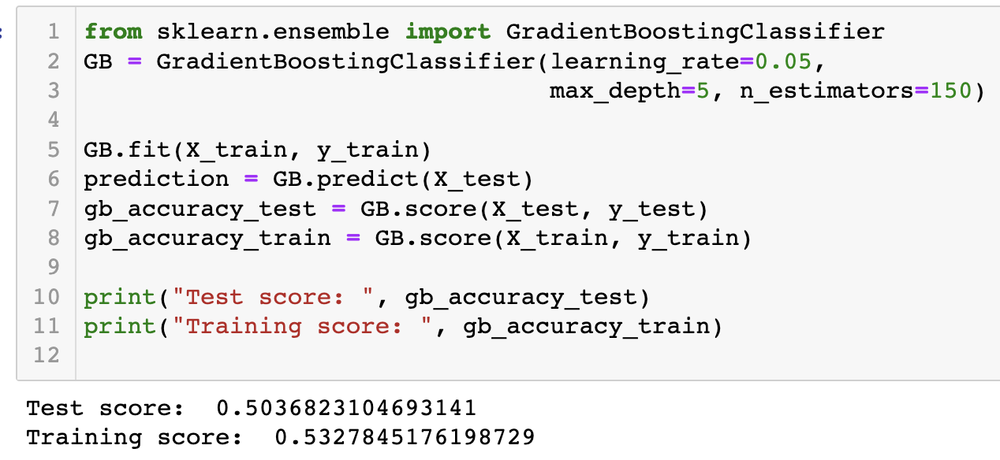 1 from sklearn.ensemble import GradientBoostingClassifier
2 GB = GradientBoostingClassifier(learning_rate=0.05,
3 max_depth=5, n_estimators=150)
4
5 GB.fit(X_train, y_train)
6 prediction = GB.predict(X_test)
7 gb_accuracy_test = GB.score(X_test, y_test)
8 gb_accuracy_train = GB.score(X_train, y_train)
9
10 print("Test score: ", gb_accuracy_test)
11 print("Training score: ", gb_accuracy_train)
12
Test score:  0.5036823104693141
Training score:  0.5327845176198729